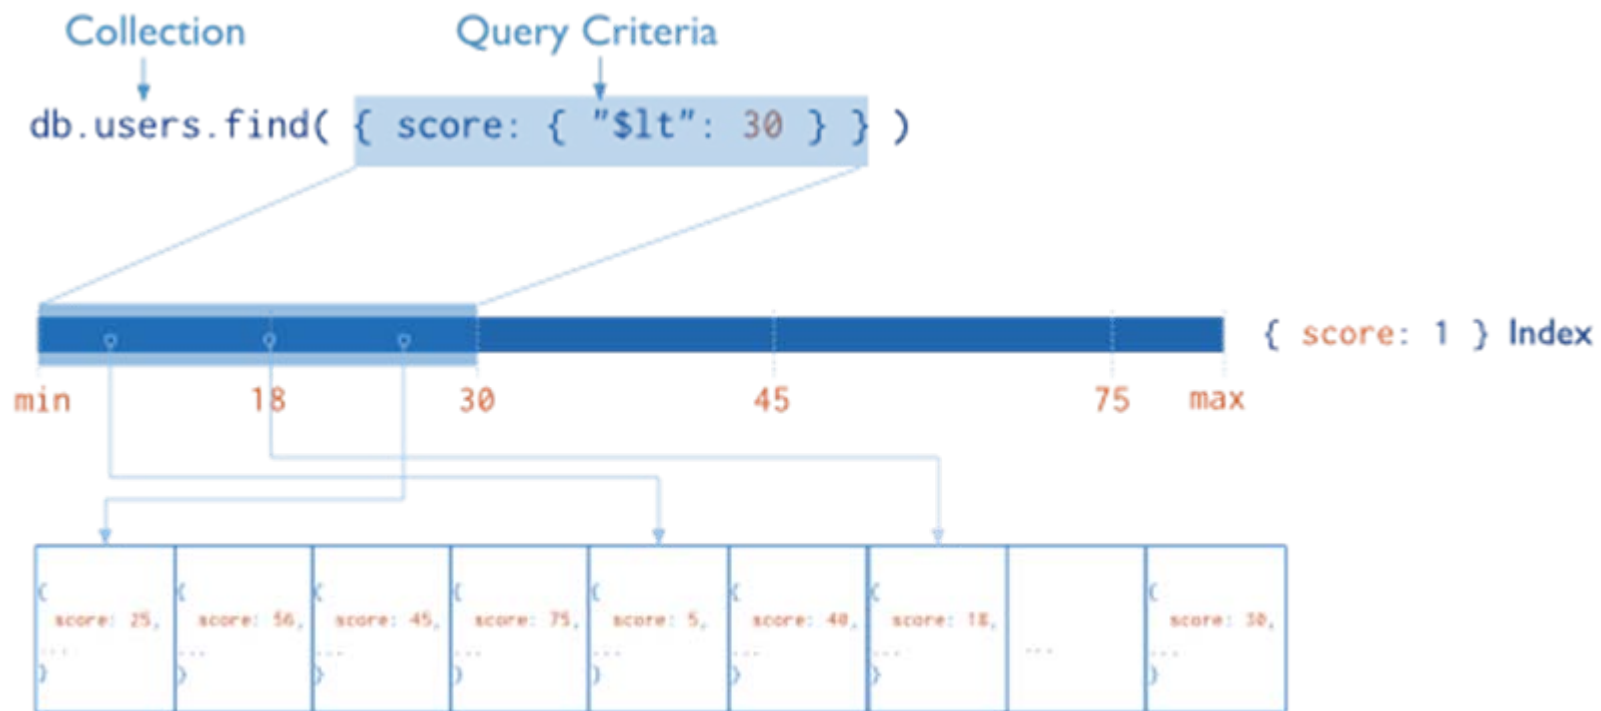 Collection Query Criteria
db.users.find( { score: { "$lt": 30 } } )
{ score: 1 } Index
min 18 30 45 75 max
{ { { { { { { {
score: 25, score: 56, score: 45, score: 75, score: 5, score: 40, score: 18, score: 30,
... ... ... ... ... ... ... ... ...
} } } } } } } }